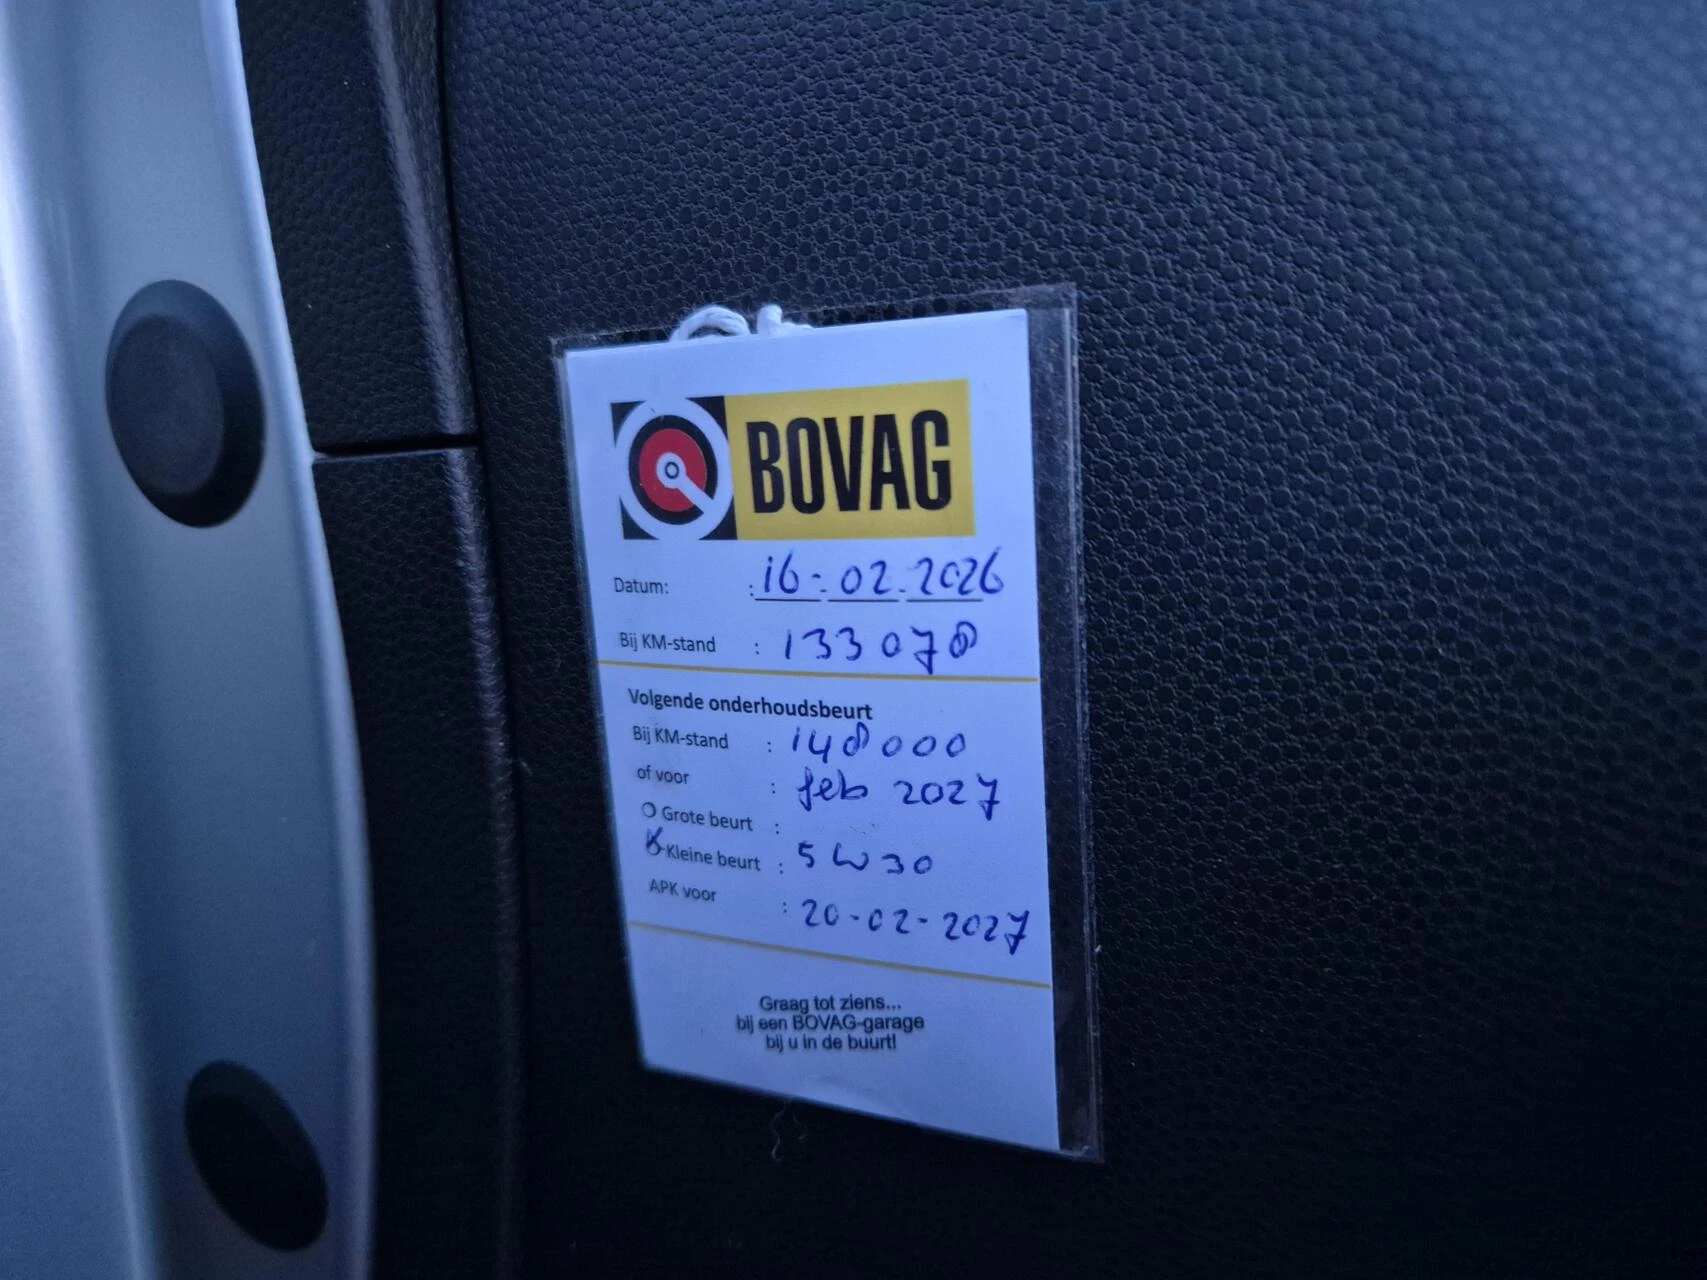 BOVAG
Datum: : 16-02-2026
Bij KM-stand : 133078
Volgende onderhoudsbeurt
Bij KM-stand : 148000
of voor : feb 2027
Grote beurt :
Kleine beurt : 5W30
APK voor : 20-02-2027
Graag tot ziens...
bij een BOVAG-garage
bij u in de buurt!